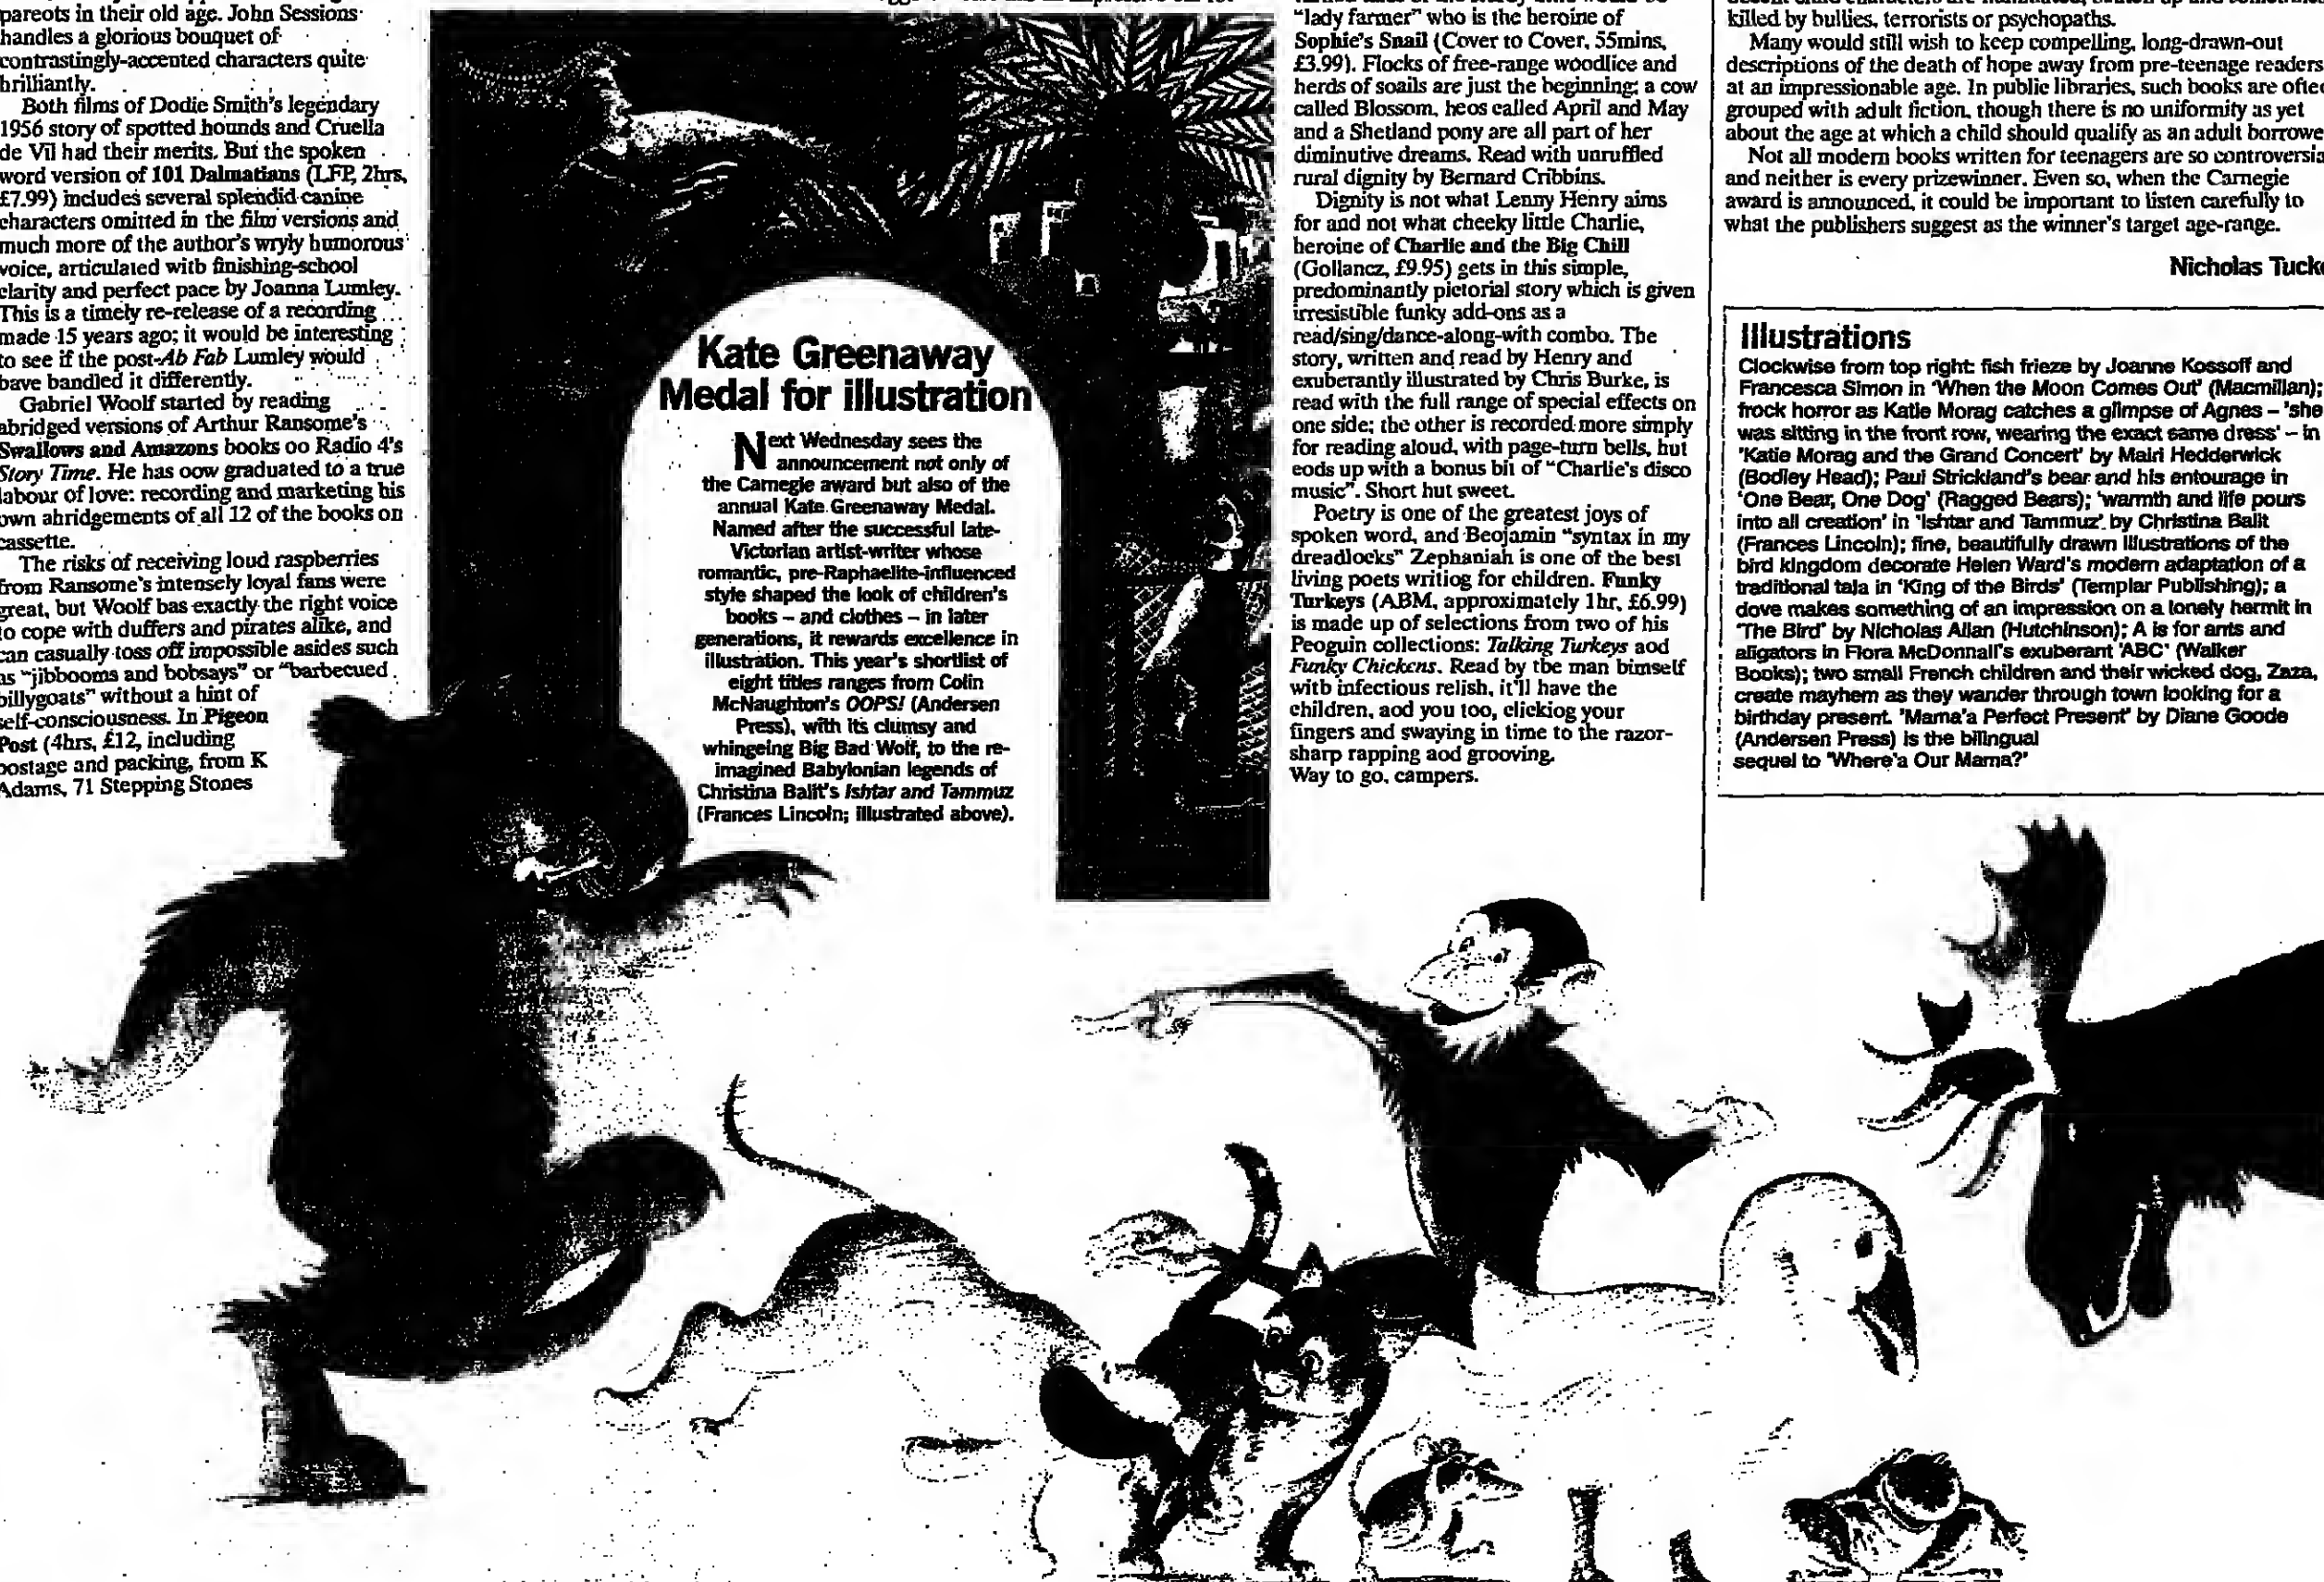 pareots in their old age. John Sessions
handles a glorious bouquet of
contrastingly-accented characters quite
brilliantly.
Both films of Dodie Smith's legendary
1956 story of spotted hounds and Cruella
de Vil had their merits. But the spoken
word version of 101 Dalmatians (LFP, 2hrs,
£7.99) includes several splendid canine
characters omitted in the film versions and
much more of the author's wryly humorous
voice, articulated with finishing-school
clarity and perfect pace by Joanna Lumley.
This is a timely re-release of a recording
made 15 years ago; it would be interesting
to see if the post-Ab Fab Lumley would
bave bandled it differently.
Gabriel Woolf started by reading
abridged versions of Arthur Ransome's
Swallows and Amazons books oo Radio 4's
Story Time. He has oow graduated to a true
labour of love: recording and marketing his
own abridgements of all 12 of the books on
cassette.
The risks of receiving loud raspberries
from Ransome's intensely loyal fans were
great, but Woolf bas exactly the right voice
to cope with duffers and pirates alike, and
can casually toss off impossible asides such
as "jibbooms and bobsays" or "barbecued
billygoats" without a hint of
self-consciousness. In Pigeon
Post (4hrs, £12, including
postage and packing, from K
Adams, 71 Stepping Stones
Kate Greenaway
Medal for illustration
Next Wednesday sees the
announcement not only of
the Carnegie award but also of the
annual Kate Greenaway Medal.
Named after the successful late-
Victorian artist-writer whose
romantic, pre-Raphaelite-influenced
style shaped the look of children's
books – and clothes – in later
generations, it rewards excellence in
illustration. This year's shortlist of
eight titles ranges from Colin
McNaughton's OOPS! (Andersen
Press), with its clumsy and
whingeing Big Bad Wolf, to the re-
imagined Babylonian legends of
Christina Balit's Ishtar and Tammuz
(Frances Lincoln; illustrated above).
"lady farmer" who is the heroine of
Sophie's Snail (Cover to Cover, 55mins,
£3.99). Flocks of free-range woodlice and
herds of soails are just the beginning; a cow
called Blossom, heos called April and May
and a Shetland pony are all part of her
diminutive dreams. Read with unruffled
rural dignity by Bernard Cribbins.
Dignity is not what Lenny Henry aims
for and not what cheeky little Charlie,
heroine of Charlie and the Big Chill
(Gollancz, £9.95) gets in this simple,
predominantly pictorial story which is given
irresistible funky add-ons as a
read/sing/dance-along-with combo. The
story, written and read by Henry and
exuberantly illustrated by Chris Burke, is
read with the full range of special effects on
one side; the other is recorded more simply
for reading aloud, with page-turn bells, hut
eods up with a bonus bit of "Charlie's disco
music". Short hut sweet.
Poetry is one of the greatest joys of
spoken word, and Beojamin "syntax in my
dreadlocks" Zephaniah is one of the best
living poets writiog for children. Funky
Turkeys (ABM, approximately 1hr, £6.99)
is made up of selections from two of his
Peoguin collections: Talking Turkeys aod
Funky Chickens. Read by tbe man bimself
witb infectious relish, it'll have the
children, aod you too, clickiog your
fingers and swaying in time to the razor-
sharp rapping aod grooving.
Way to go, campers.
killed by bullies, terrorists or psychopaths.
Many would still wish to keep compelling, long-drawn-out
descriptions of the death of hope away from pre-teenage readers
at an impressionable age. In public libraries, such books are ofte
grouped with adult fiction, though there is no uniformity as yet
about the age at which a child should qualify as an adult borrowe
Not all modern books written for teenagers are so controversia
and neither is every prizewinner. Even so, when the Carnegie
award is announced, it could be important to listen carefully to
what the publishers suggest as the winner's target age-range.
Nicholas Tucke
Illustrations
Clockwise from top right: fish frieze by Joanne Kossoff and
Francesca Simon in 'When the Moon Comes Out' (Macmillan);
frock horror as Katie Morag catches a glimpse of Agnes – 'she
was sitting in the front row, wearing the exact same dress' – in
'Katie Morag and the Grand Concert' by Mairi Hedderwick
(Bodley Head); Paul Strickland's bear and his entourage in
'One Bear, One Dog' (Ragged Bears); 'warmth and life pours
into all creation' in 'Ishtar and Tammuz' by Christina Balit
(Frances Lincoln); fine, beautifully drawn illustrations of the
bird kingdom decorate Helen Ward's modern adaptation of a
traditional tala in 'King of the Birds' (Templar Publishing); a
dove makes something of an impression on a lonely hermit in
'The Bird' by Nicholas Allan (Hutchinson); A is for ants and
aligators in Flora McDonnall's exuberant 'ABC' (Walker
Books); two small French children and their wicked dog, Zaza,
create mayhem as they wander through town looking for a
birthday present. 'Mama'a Perfect Present' by Diane Goode
(Andersen Press) is the bilingual
sequel to 'Where'a Our Mama?'